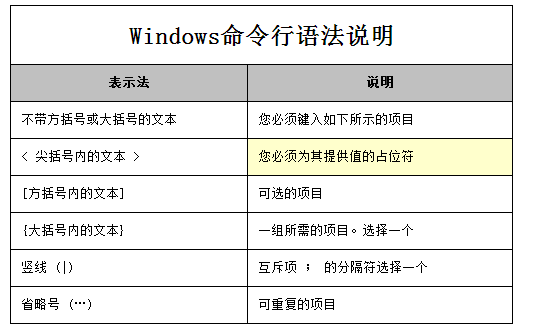 Windows命令行语法说明
表示法 说明
不带方括号或大括号的文本 您必须键入如下所示的项目
< 尖括号内的文本 > 您必须为其提供值的占位符
[方括号内的文本] 可选的项目
{大括号内的文本} 一组所需的项目。选择一个
竖线 (|) 互斥项 ； 的分隔符选择一个
省略号 (…) 可重复的项目